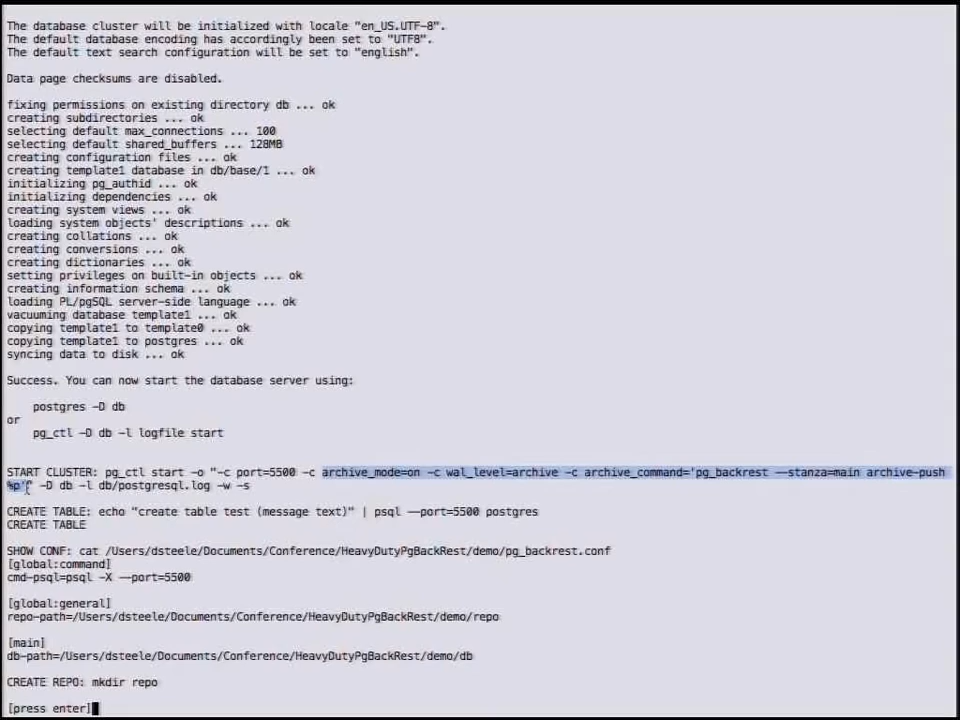 The database cluster will be initialized with locale "en_US.UTF-8".
The default database encoding has accordingly been set to "UTF8".
The default text search configuration will be set to "english".
Data page checksums are disabled.
fixing permissions on existing directory db ... ok
creating subdirectories ... ok
selecting default max_connections ... 100
selecting default shared_buffers ... 128MB
creating configuration files ... ok
creating template1 database in db/base/1 ... ok
initializing pg_authid ... ok
initializing dependencies ... ok
creating system views ... ok
loading system objects' descriptions ... ok
creating collations ... ok
creating conversions ... ok
creating dictionaries ... ok
setting privileges on built-in objects ... ok
creating information schema ... ok
loading PL/pgSQL server-side language ... ok
vacuuming database template1 ... ok
copying template1 to template0 ... ok
copying template1 to postgres ... ok
syncing data to disk ... ok
Success. You can now start the database server using:
postgres -D db
or
pg_ctl -D db -l logfile start
START CLUSTER: pg_ctl start -o "-c port=5500 -c archive_mode=on -c wal_level=archive -c archive_command='pg_backrest --stanza=main archive-push
%p'" -D db -l db/postgresql.log -w -s
CREATE TABLE: echo "create table test (message text)" | psql --port=5500 postgres
CREATE TABLE
SHOW CONF: cat /Users/dsteele/Documents/Conference/HeavyDutyPgBackRest/demo/pg_backrest.conf
[global:command]
cmd-psql=psql -X --port=5500
[global:general]
repo-path=/Users/dsteele/Documents/Conference/HeavyDutyPgBackRest/demo/repo
[main]
db-path=/Users/dsteele/Documents/Conference/HeavyDutyPgBackRest/demo/db
CREATE REPO: mkdir repo
[press enter]